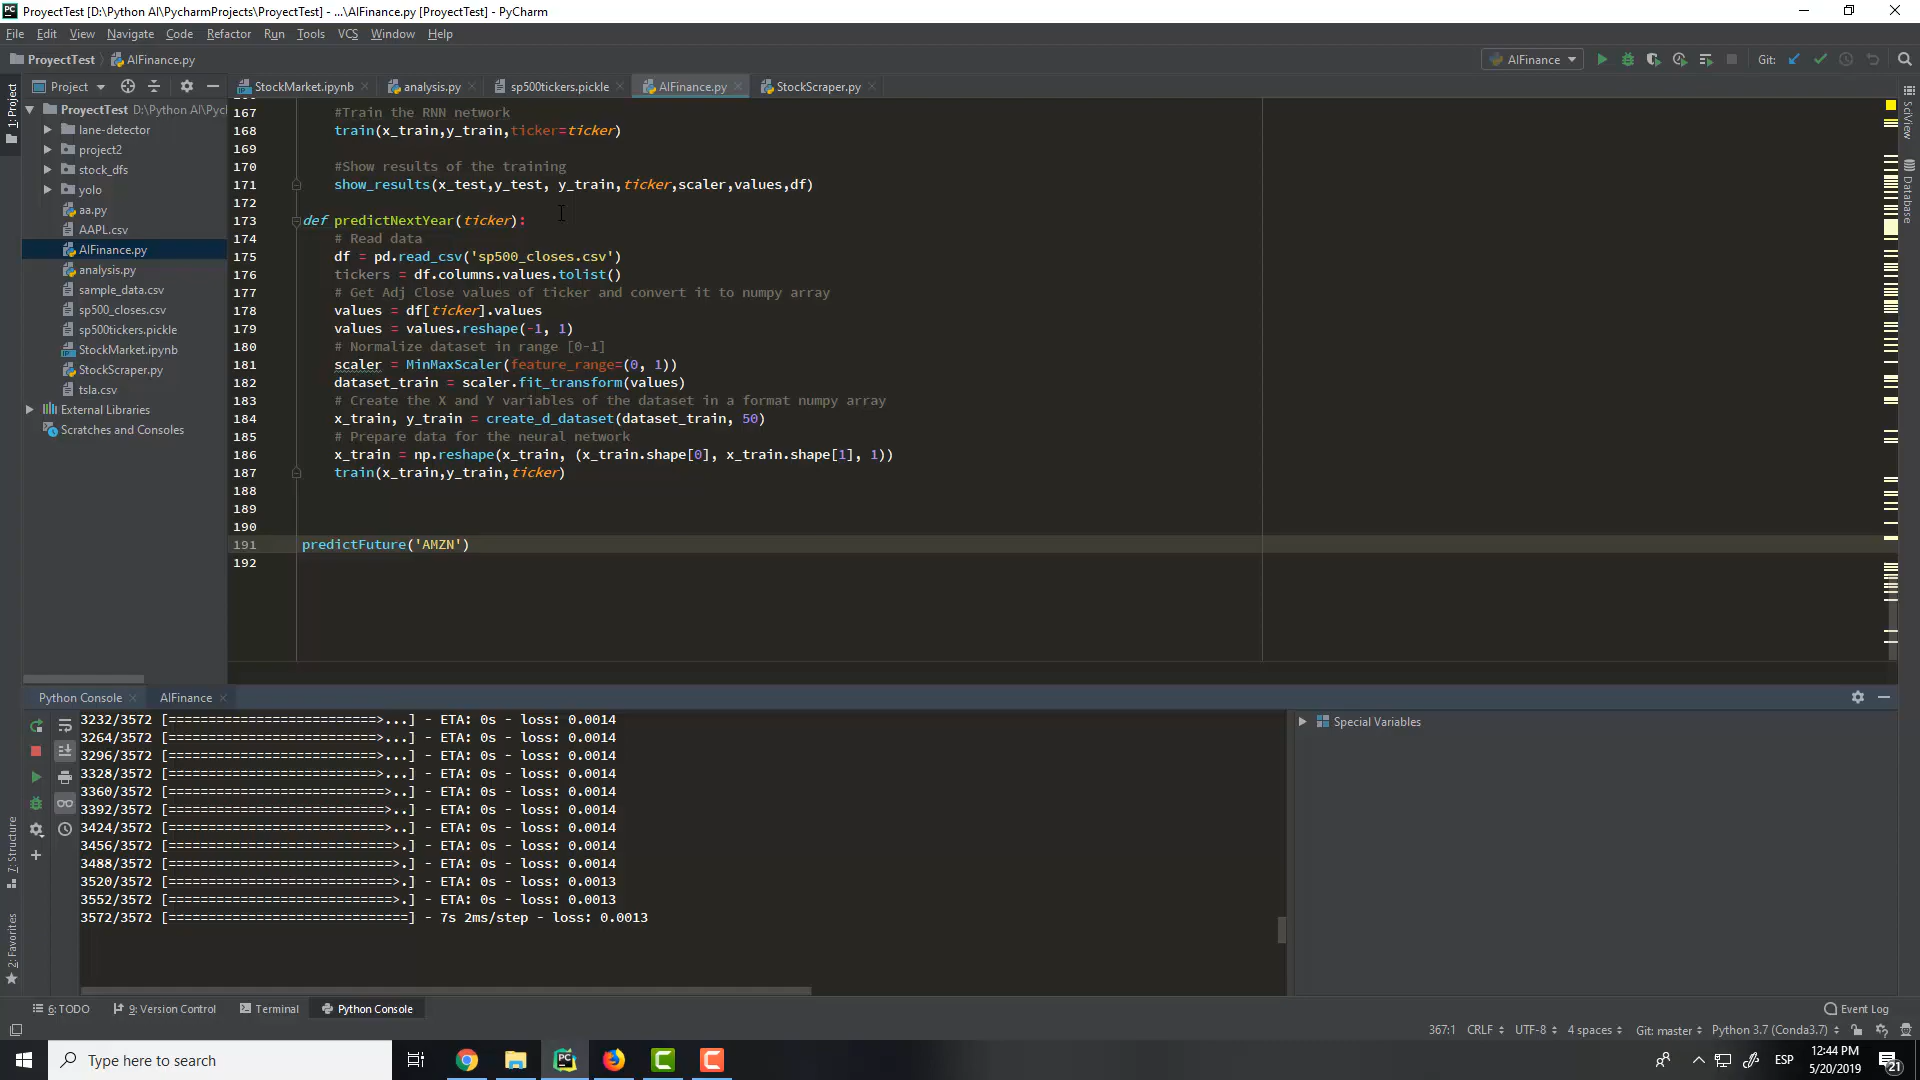 ProyectTest [D:\Python AI\PycharmProjects\ProyectTest] - ...\AIFinance.py [ProyectTest] - PyCharm
File Edit View Navigate Code Refactor Run Tools VCS Window Help
ProyectTest AIFinance.py AIFinance Git:
Project StockMarket.ipynb analysis.py sp500tickers.pickle AIFinance.py StockScraper.py
1: Project
ProyectTest D:\Python AI\Pyc
lane-detector
project2
stock_dfs
yolo
aa.py
AAPL.csv
AIFinance.py
analysis.py
sample_data.csv
sp500_closes.csv
sp500tickers.pickle
StockMarket.ipynb
StockScraper.py
tsla.csv
External Libraries
Scratches and Consoles
167 #Train the RNN network
168 train(x_train,y_train,ticker=ticker)
169
170 #Show results of the training
171 show_results(x_test,y_test, y_train,ticker,scaler,values,df)
172
173 def predictNextYear(ticker):
174 # Read data
175 df = pd.read_csv('sp500_closes.csv')
176 tickers = df.columns.values.tolist()
177 # Get Adj Close values of ticker and convert it to numpy array
178 values = df[ticker].values
179 values = values.reshape(-1, 1)
180 # Normalize dataset in range [0-1]
181 scaler = MinMaxScaler(feature_range=(0, 1))
182 dataset_train = scaler.fit_transform(values)
183 # Create the X and Y variables of the dataset in a format numpy array
184 x_train, y_train = create_d_dataset(dataset_train, 50)
185 # Prepare data for the neural network
186 x_train = np.reshape(x_train, (x_train.shape[0], x_train.shape[1], 1))
187 train(x_train,y_train,ticker)
188
189
190
191 predictFuture('AMZN')
192
SciView
Database
Python Console AIFinance
3232/3572 [==========================>...] - ETA: 0s - loss: 0.0014
3264/3572 [==========================>...] - ETA: 0s - loss: 0.0014
3296/3572 [==========================>...] - ETA: 0s - loss: 0.0014
3328/3572 [==========================>...] - ETA: 0s - loss: 0.0014
3360/3572 [===========================>..] - ETA: 0s - loss: 0.0014
3392/3572 [===========================>..] - ETA: 0s - loss: 0.0014
3424/3572 [===========================>..] - ETA: 0s - loss: 0.0014
3456/3572 [============================>.] - ETA: 0s - loss: 0.0014
3488/3572 [============================>.] - ETA: 0s - loss: 0.0014
3520/3572 [============================>.] - ETA: 0s - loss: 0.0013
3552/3572 [============================>.] - ETA: 0s - loss: 0.0013
3572/3572 [==============================] - 7s 2ms/step - loss: 0.0013
Special Variables
7: Structure
2: Favorites
6: TODO 9: Version Control Terminal Python Console Event Log
367:1 CRLF UTF-8 4 spaces Git: master Python 3.7 (Conda3.7)
Type here to search
ESP
12:44 PM
5/20/2019
21